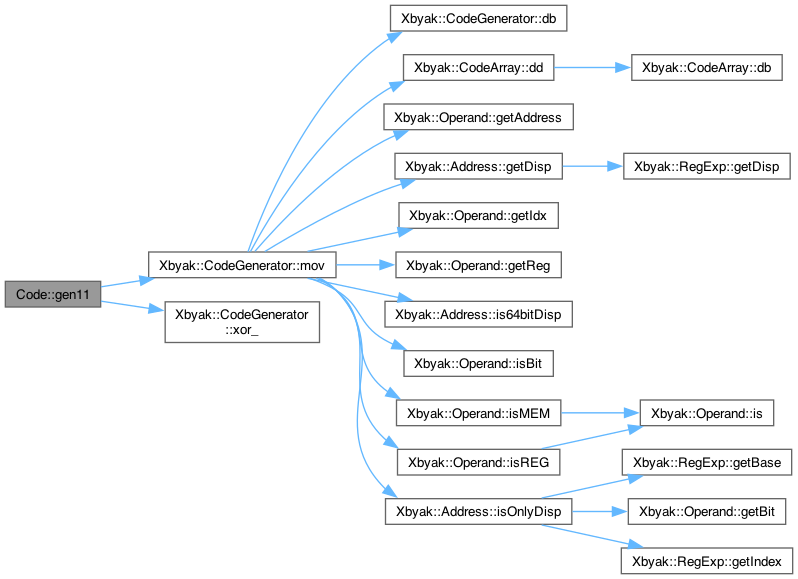 Code::gen11
Xbyak::CodeGenerator::mov
Xbyak::CodeGenerator
::xor_
Xbyak::CodeGenerator::db
Xbyak::CodeArray::dd
Xbyak::CodeArray::db
Xbyak::Operand::getAddress
Xbyak::Address::getDisp
Xbyak::RegExp::getDisp
Xbyak::Operand::getIdx
Xbyak::Operand::getReg
Xbyak::Address::is64bitDisp
Xbyak::Operand::isBit
Xbyak::Operand::isMEM
Xbyak::Operand::is
Xbyak::Operand::isREG
Xbyak::Address::isOnlyDisp
Xbyak::RegExp::getBase
Xbyak::Operand::getBit
Xbyak::RegExp::getIndex